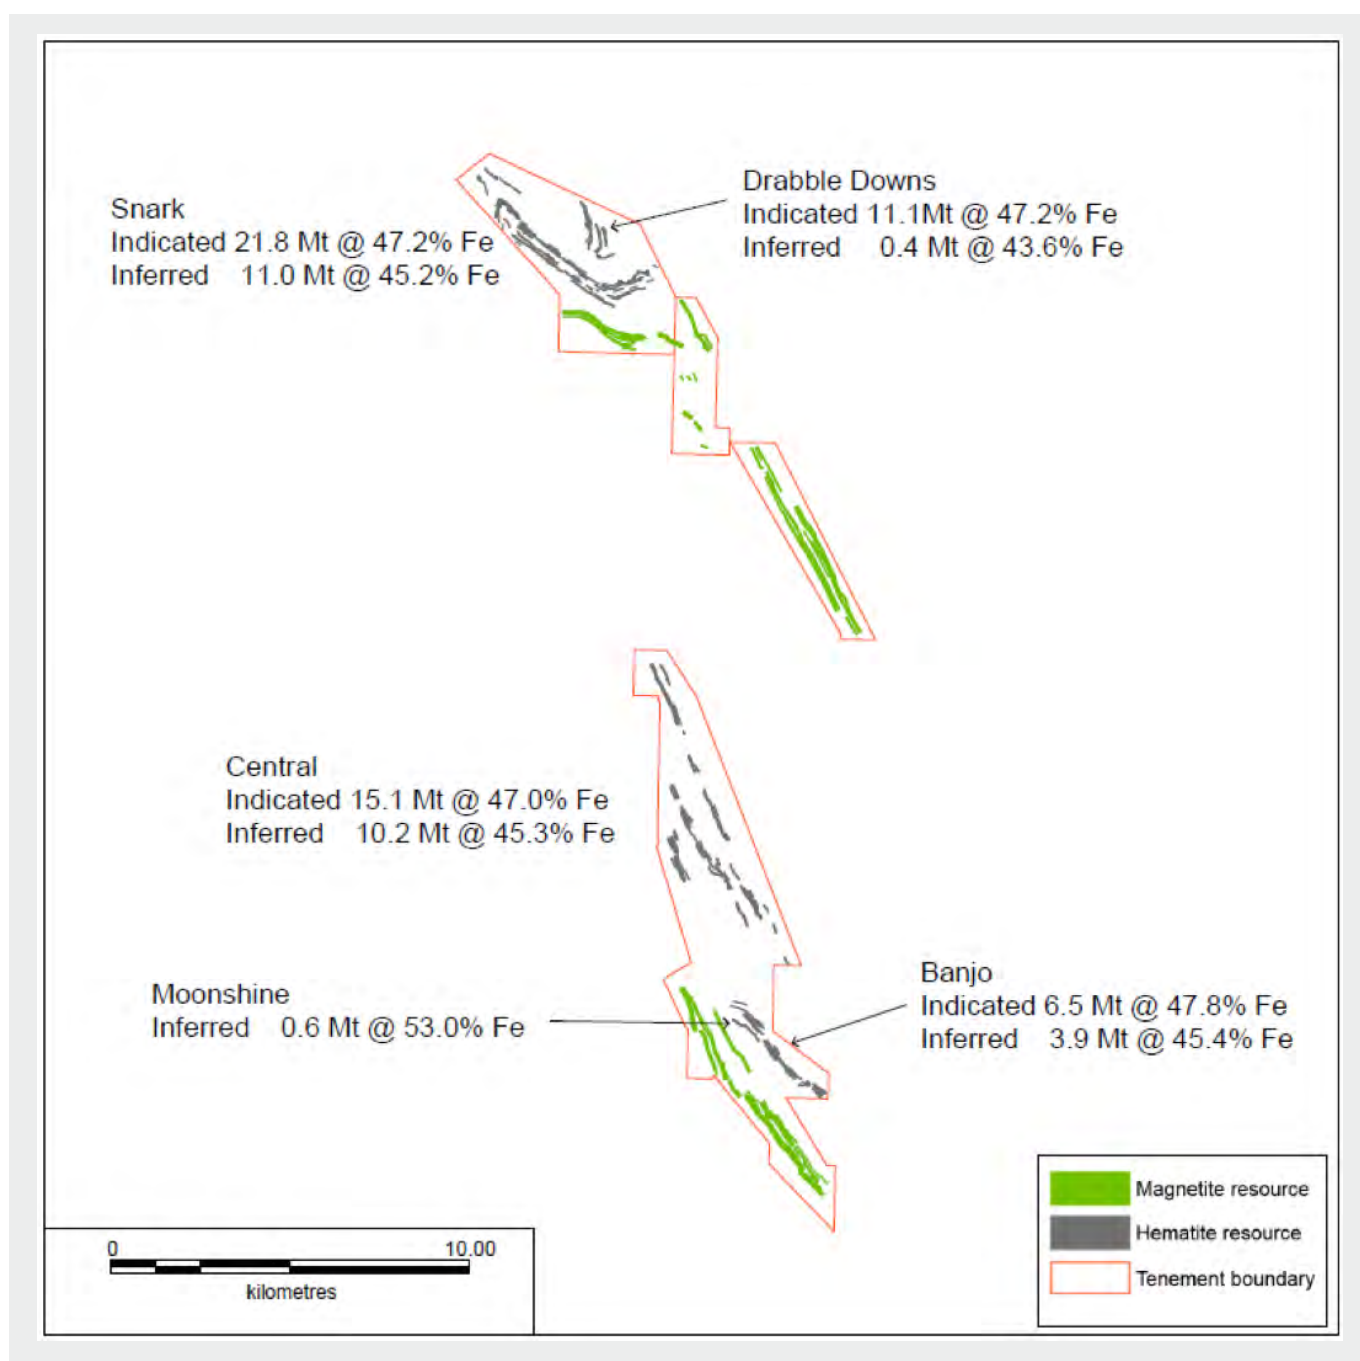 Drabble Downs
Indicated 11.1Mt @ 47.2% Fe
Inferred 0.4 Mt @ 43.6% Fe
Snark
Indicated 21.8 Mt @ 47.2% Fe
Inferred 11.0 Mt @ 45.2% Fe
Central
Indicated 15.1 Mt @ 47.0% Fe
Inferred 10.2 Mt @ 45.3% Fe
Moonshine
Inferred 0.6 Mt @ 53.0% Fe
Banjo
Indicated 6.5 Mt @ 47.8% Fe
Inferred 3.9 Mt @ 45.4% Fe
Magnetite resource
Hematite resource
Tenement boundary
0 10.00
kilometres